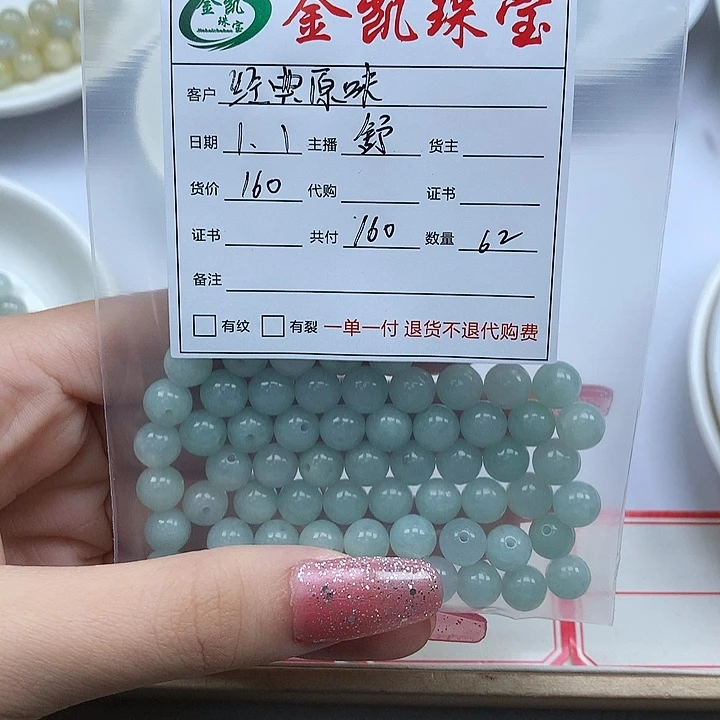 金凯珠宝
金凯珠宝
客户 经典原味
日期 1、1 主播 舒 货主
货价 160 代购 证书
证书 共付 160 数量 62
备注
有纹 有裂 一单一付 退货不退代购费